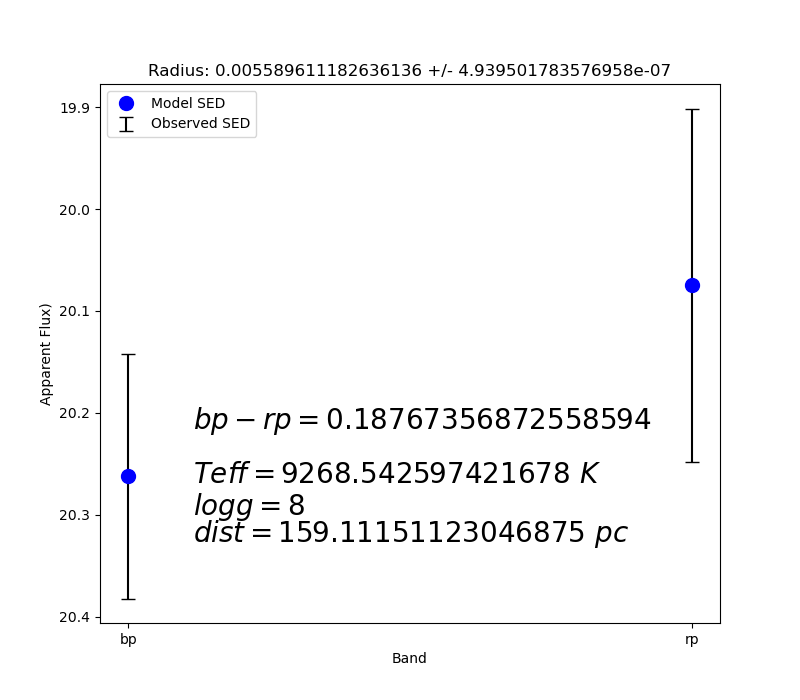 Radius: 0.005589611182636136 +/- 4.939501783576958e-07
Model SED
Observed SED
19.9
20.0
20.1
20.2
20.3
20.4
Apparent Flux)
bp − rp = 0.18767356872558594
Teff = 9268.542597421678 K
logg = 8
dist = 159.11151123046875 pc
bp
rp
Band